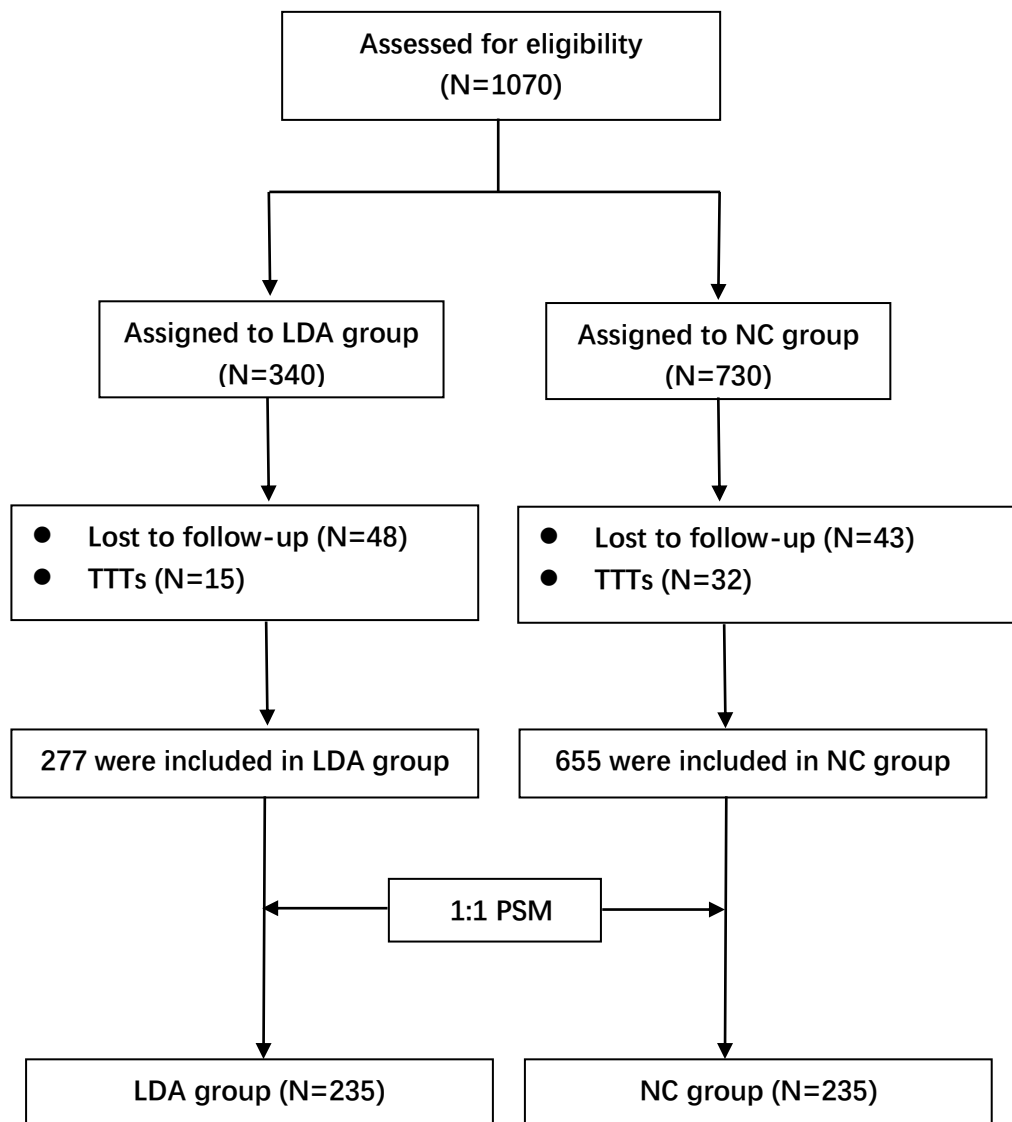 Assessed for eligibility
(N=1070)
Assigned to LDA group
(N=340)
Assigned to NC group
(N=730)
● Lost to follow-up (N=48)
● TTTs (N=15)
● Lost to follow-up (N=43)
● TTTs (N=32)
277 were included in LDA group
655 were included in NC group
1:1 PSM
LDA group (N=235)
NC group (N=235)